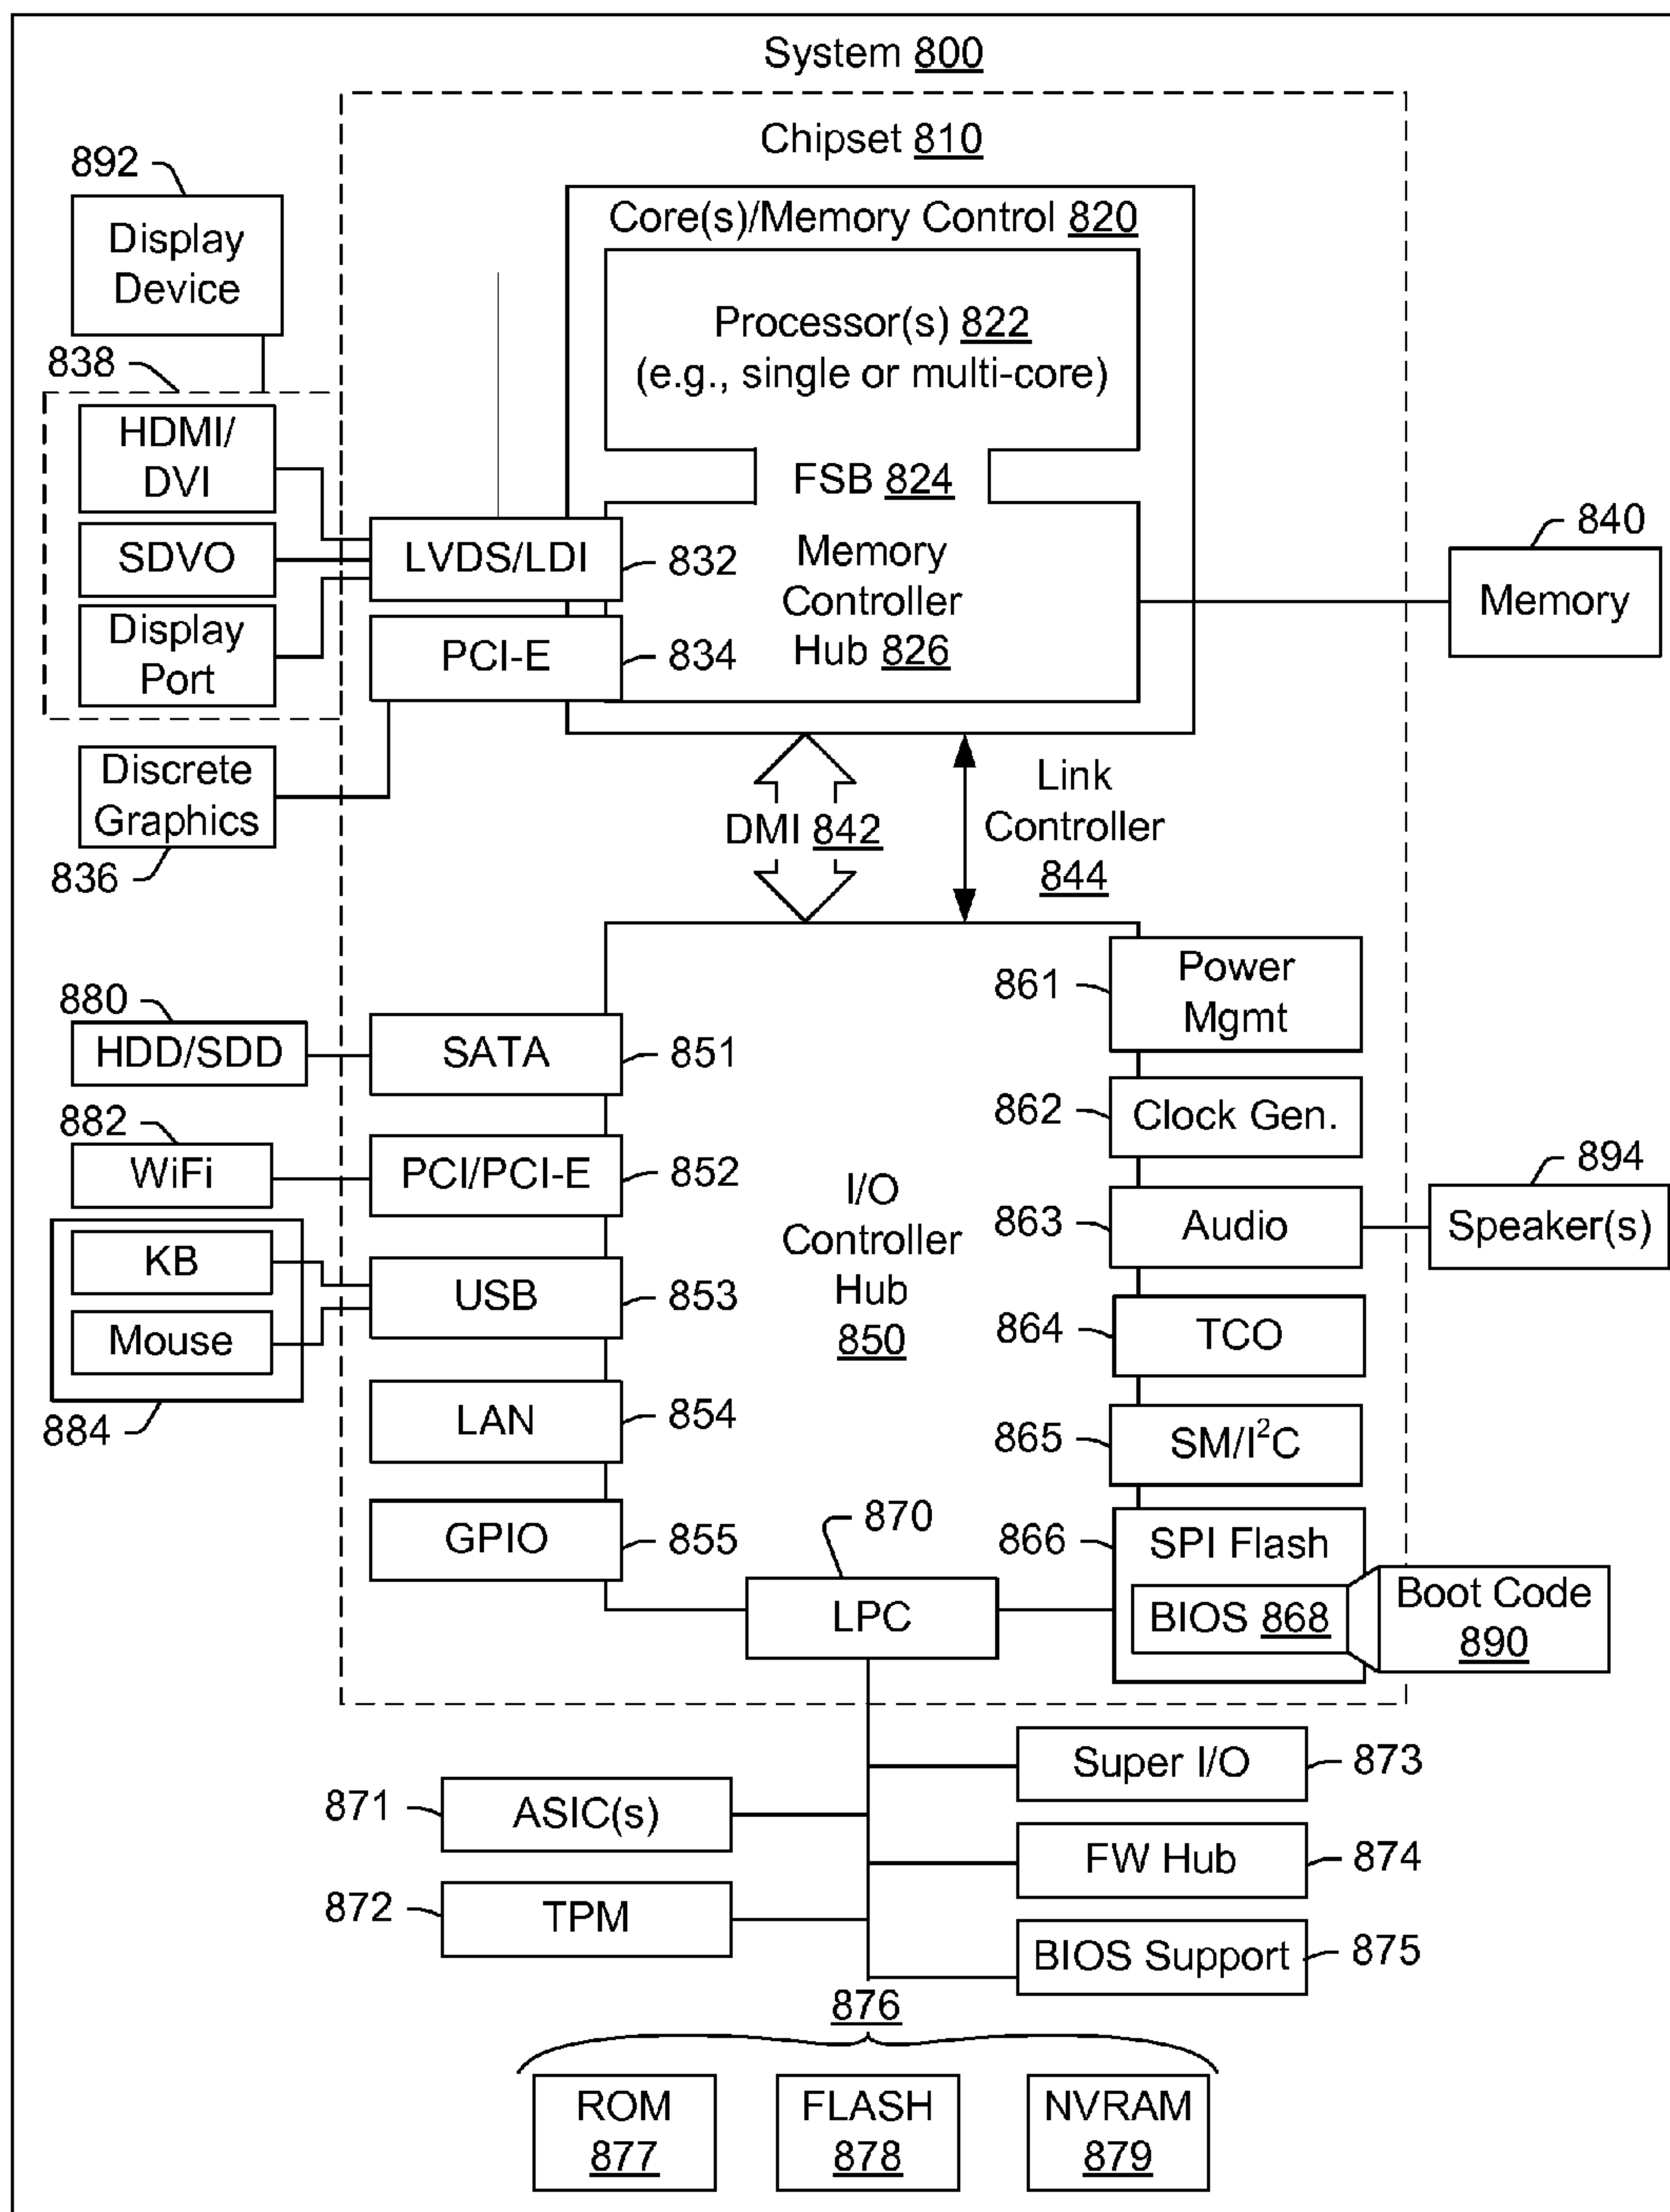 System 800
Chipset 810
892
Display
Device
Core(s)/Memory Control 820
Processor(s) 822
(e.g., single or multi-core)
838
HDMI/
DVI
SDVO
Display
Port
FSB 824
LVDS/LDI
832
PCI-E
834
Memory
Controller
Hub 826
840
Memory
Discrete
Graphics
836
DMI 842
Link
Controller
844
880
HDD/SDD
SATA
851
861
Power
Mgmt
882
WiFi
PCI/PCI-E
852
862
Clock Gen.
KB
Mouse
884
USB
853
I/O
Controller
Hub
850
863
Audio
894
Speaker(s)
864
TCO
LAN
854
865
SM/I²C
GPIO
855
870
LPC
866
SPI Flash
BIOS 868
Boot Code
890
871
ASIC(s)
Super I/O
873
872
TPM
FW Hub
874
BIOS Support
875
876
ROM
877
FLASH
878
NVRAM
879